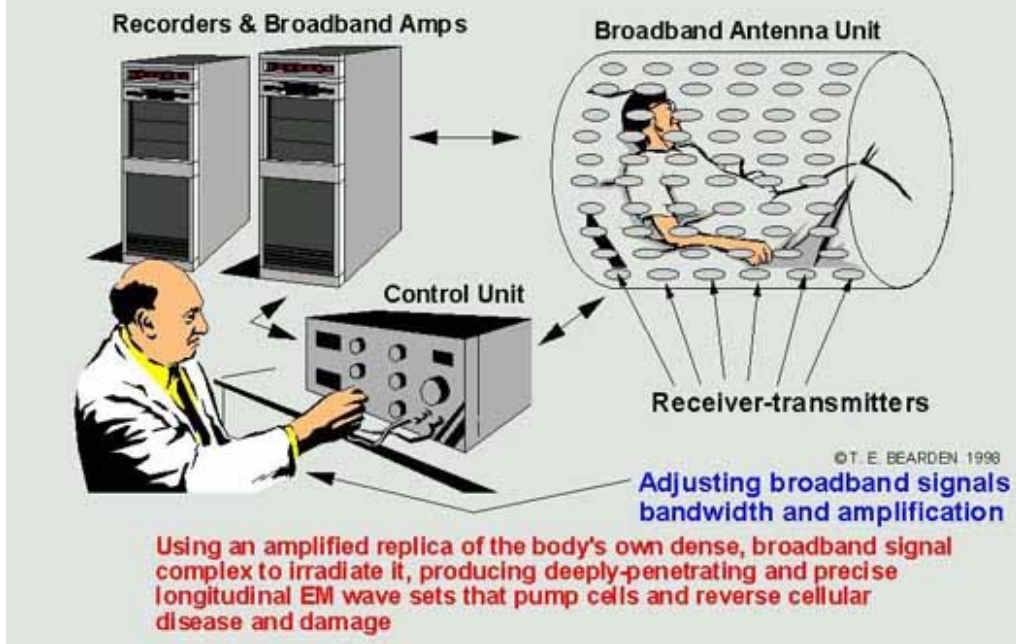 Recorders & Broadband Amps
Broadband Antenna Unit
Control Unit
Receiver-transmitters
©T. E. BEARDEN 1998
Adjusting broadband signals
bandwidth and amplification
Using an amplified replica of the body's own dense, broadband signal
complex to irradiate it, producing deeply-penetrating and precise
longitudinal EM wave sets that pump cells and reverse cellular
disease and damage